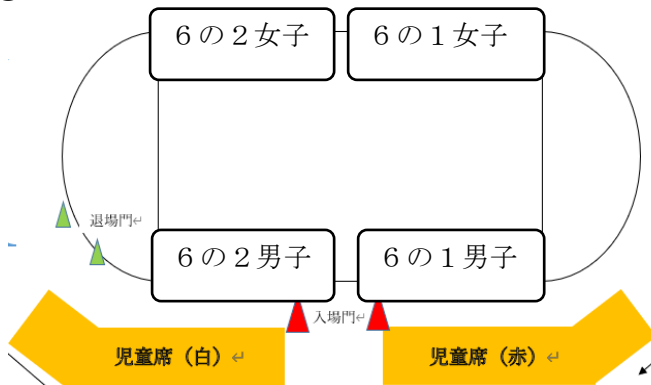 6の2女子
6の1女子
退場門
6の2男子
6の1男子
入場門
児童席（白）
児童席（赤）